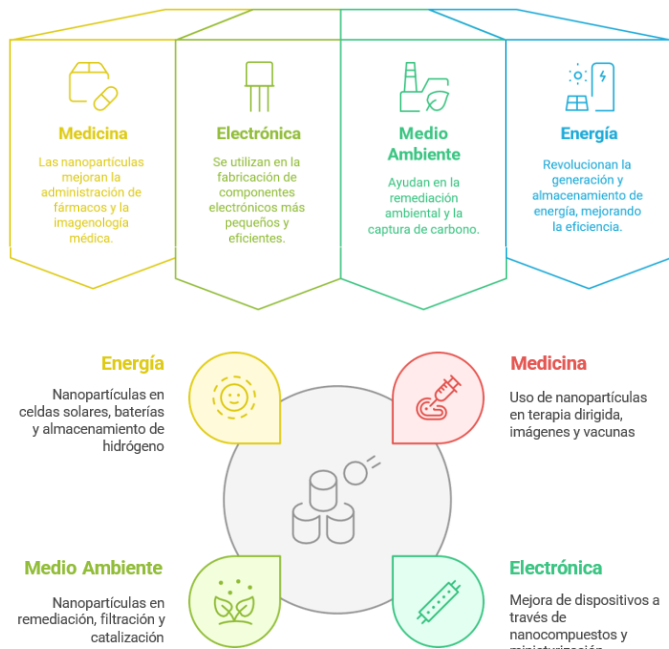 Medicina
Las nanopartículas
mejoran la
administración de
fármacos y la
imagenología
médica.
Electrónica
Se utilizan en la
fabricación de
componentes
electrónicos más
pequeños y
eficientes.
Medio
Ambiente
Ayudan en la
remediación
ambiental y la
captura de carbono.
Energía
Revolucionan la
generación y
almacenamiento de
energía, mejorando
la eficiencia.
Energía
Nanopartículas en
celdas solares, baterías
y almacenamiento de
hidrógeno
Medicina
Uso de nanopartículas
en terapia dirigida,
imágenes y vacunas
Medio Ambiente
Nanopartículas en
remediación, filtración y
catalización
Electrónica
Mejora de dispositivos a
través de
nanocompuestos y